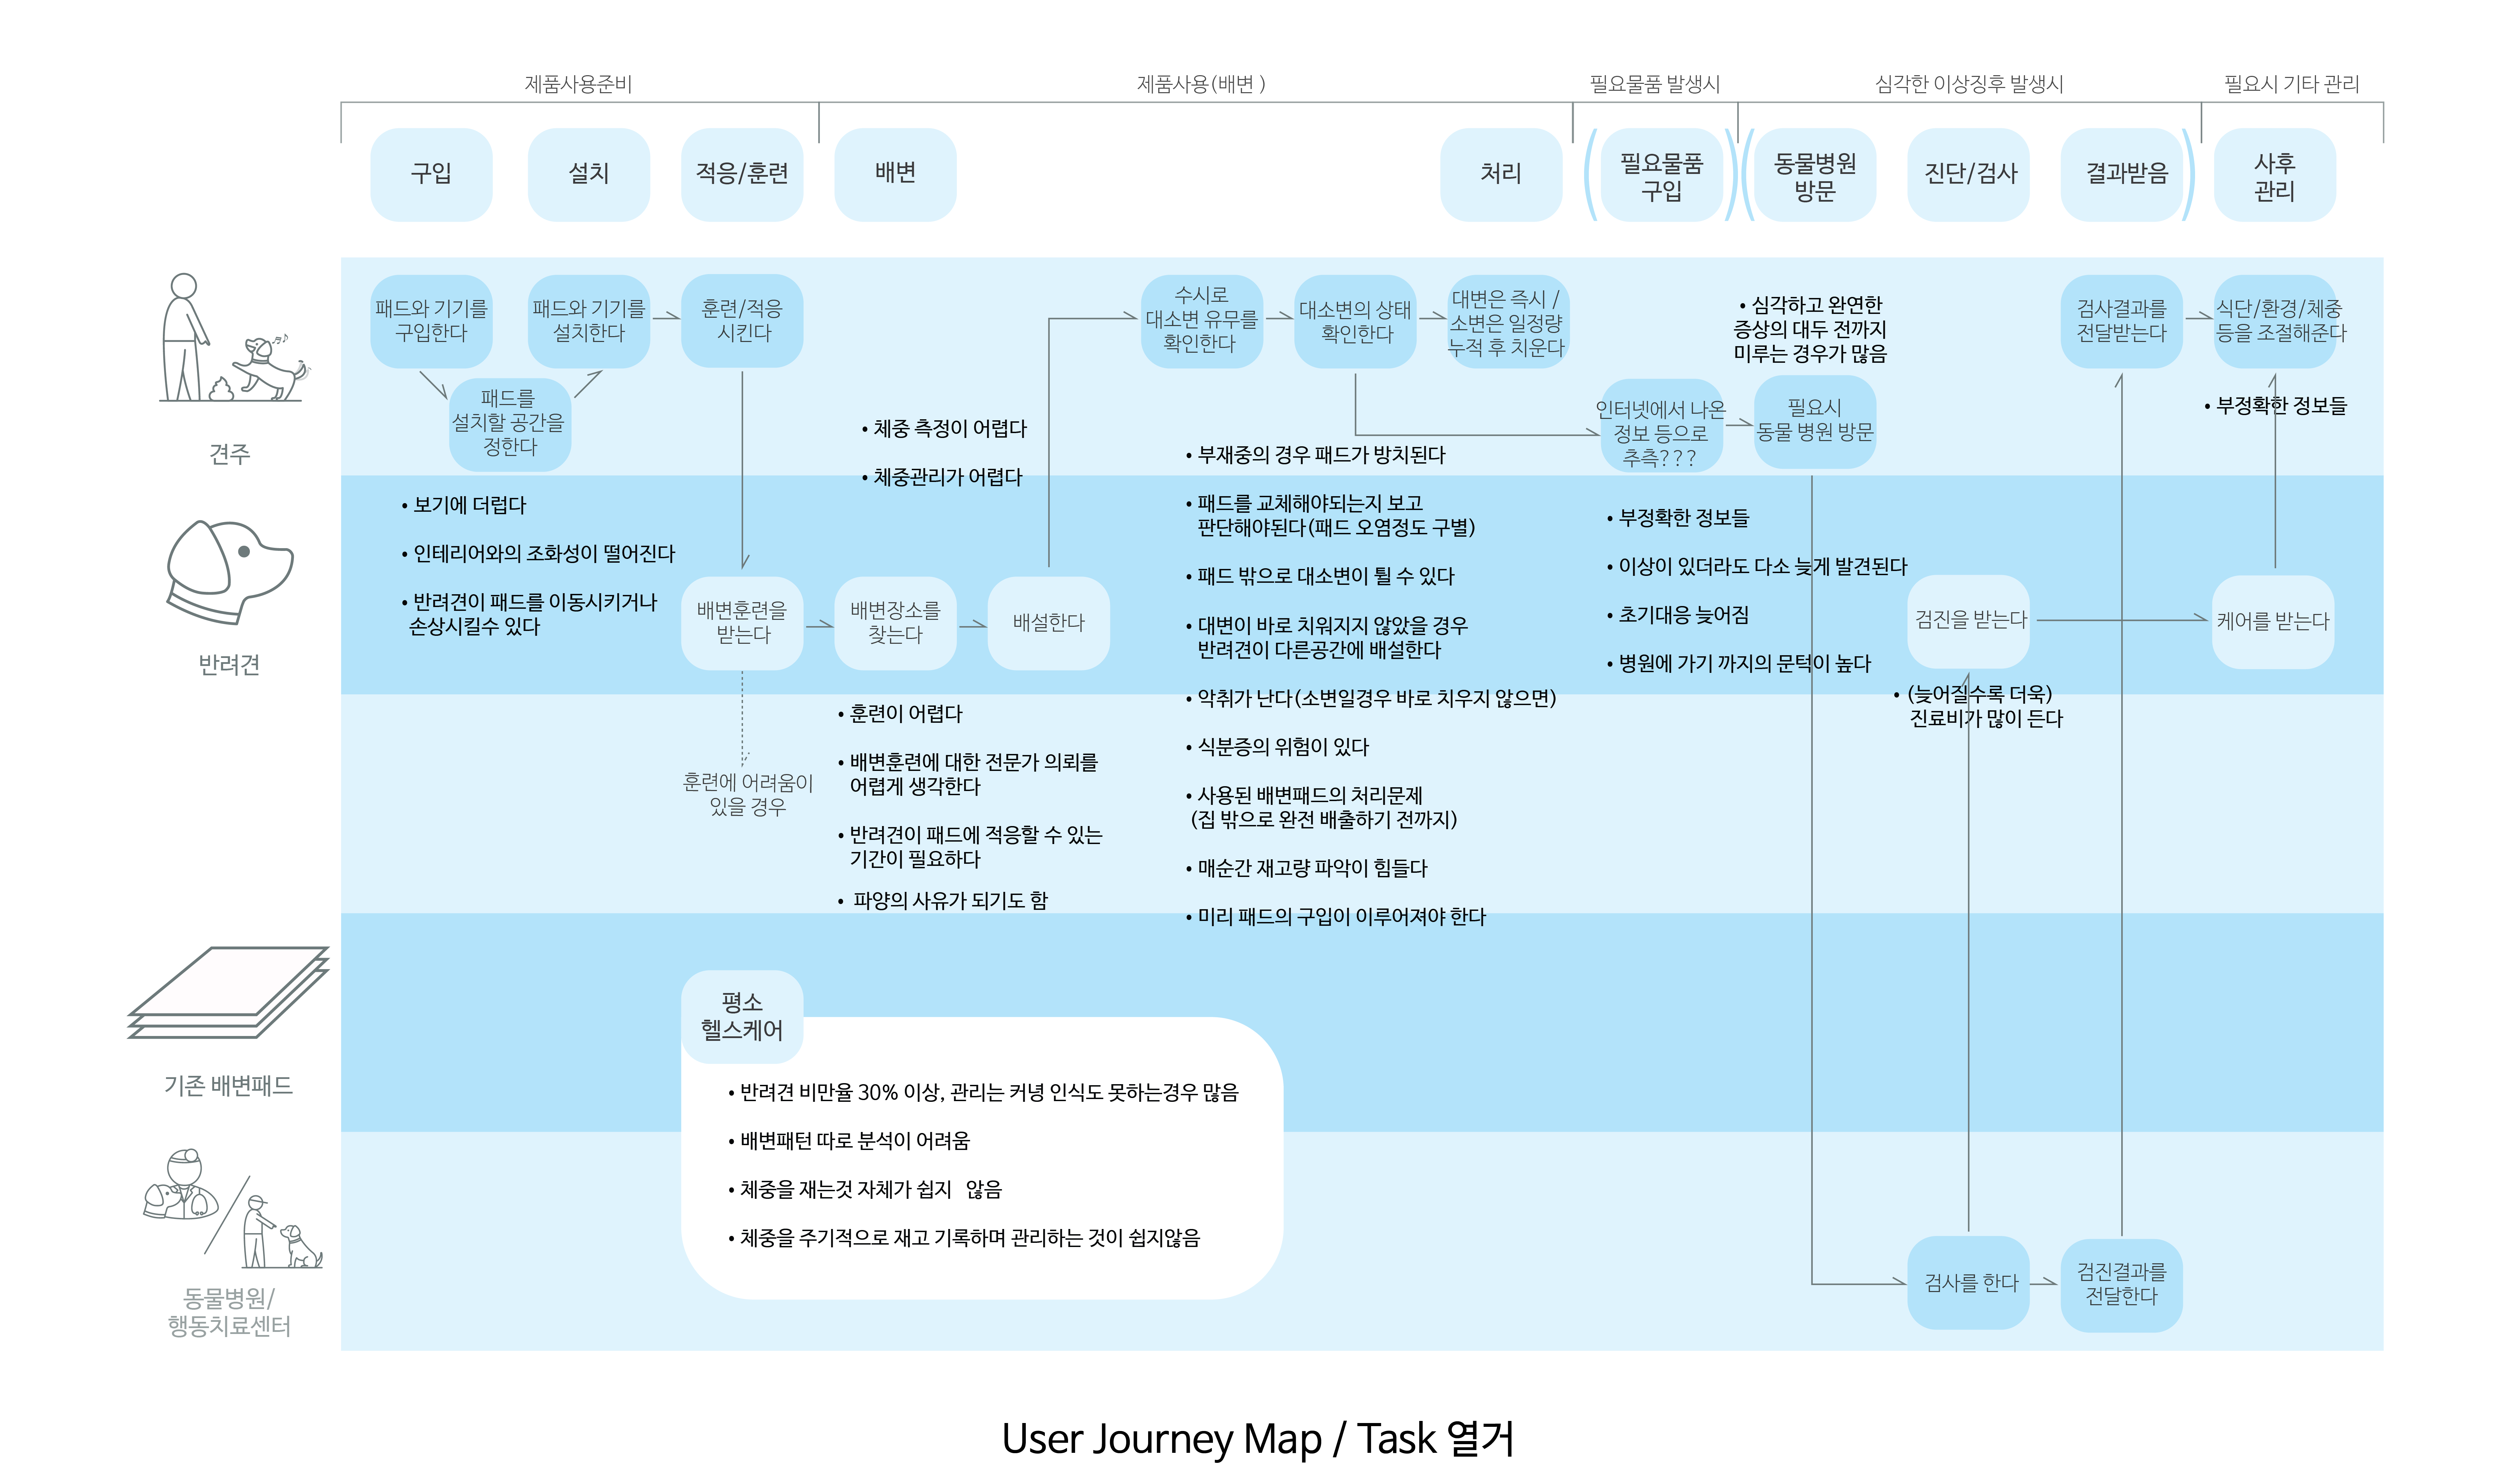 제품사용준비
제품사용(배변 )
필요물품 발생시
심각한 이상징후 발생시
필요시 기타 관리
구입
설치
적응/훈련
배변
처리
필요물품
구입
동물병원
방문
진단/검사
결과받음
사후
관리
견주
패드와 기기를
구입한다
패드를
설치할 공간을
정한다
패드와 기기를
설치한다
훈련/적응
시킨다
• 체중 측정이 어렵다
• 체중관리가 어렵다
수시로
대소변 유무를
확인한다
대소변의 상태
확인한다
대변은 즉시 /
소변은 일정량
누적 후 치운다
인터넷에서 나온
정보 등으로
추측???
• 심각하고 완연한
증상의 대두 전까지
미루는 경우가 많음
필요시
동물 병원 방문
검사결과를
전달받는다
식단/환경/체중
등을 조절해준다
• 부정확한 정보들
반려견
• 보기에 더럽다
• 인테리어와의 조화성이 떨어진다
• 반려견이 패드를 이동시키거나
손상시킬수 있다
배변훈련을
받는다
배변장소를
찾는다
배설한다
훈련에 어려움이
있을 경우
• 훈련이 어렵다
• 배변훈련에 대한 전문가 의뢰를
어렵게 생각한다
• 반려견이 패드에 적응할 수 있는
기간이 필요하다
• 파양의 사유가 되기도 함
• 부재중의 경우 패드가 방치된다
• 패드를 교체해야되는지 보고
판단해야된다(패드 오염정도 구별)
• 패드 밖으로 대소변이 튈 수 있다
• 대변이 바로 치워지지 않았을 경우
반려견이 다른공간에 배설한다
• 악취가 난다(소변일경우 바로 치우지 않으면)
• 식분증의 위험이 있다
• 사용된 배변패드의 처리문제
(집 밖으로 완전 배출하기 전까지)
• 매순간 재고량 파악이 힘들다
• 미리 패드의 구입이 이루어져야 한다
• 부정확한 정보들
• 이상이 있더라도 다소 늦게 발견된다
• 초기대응 늦어짐
• 병원에 가기 까지의 문턱이 높다
검진을 받는다
• (늦어질수록 더욱)
진료비가 많이 든다
케어를 받는다
기존 배변패드
평소
헬스케어
• 반려견 비만율 30% 이상, 관리는 커녕 인식도 못하는경우 많음
• 배변패턴 따로 분석이 어려움
• 체중을 재는것 자체가 쉽지 않음
• 체중을 주기적으로 재고 기록하며 관리하는 것이 쉽지않음
동물병원/
행동치료센터
검사를 한다
검진결과를
전달한다
User Journey Map / Task 열거